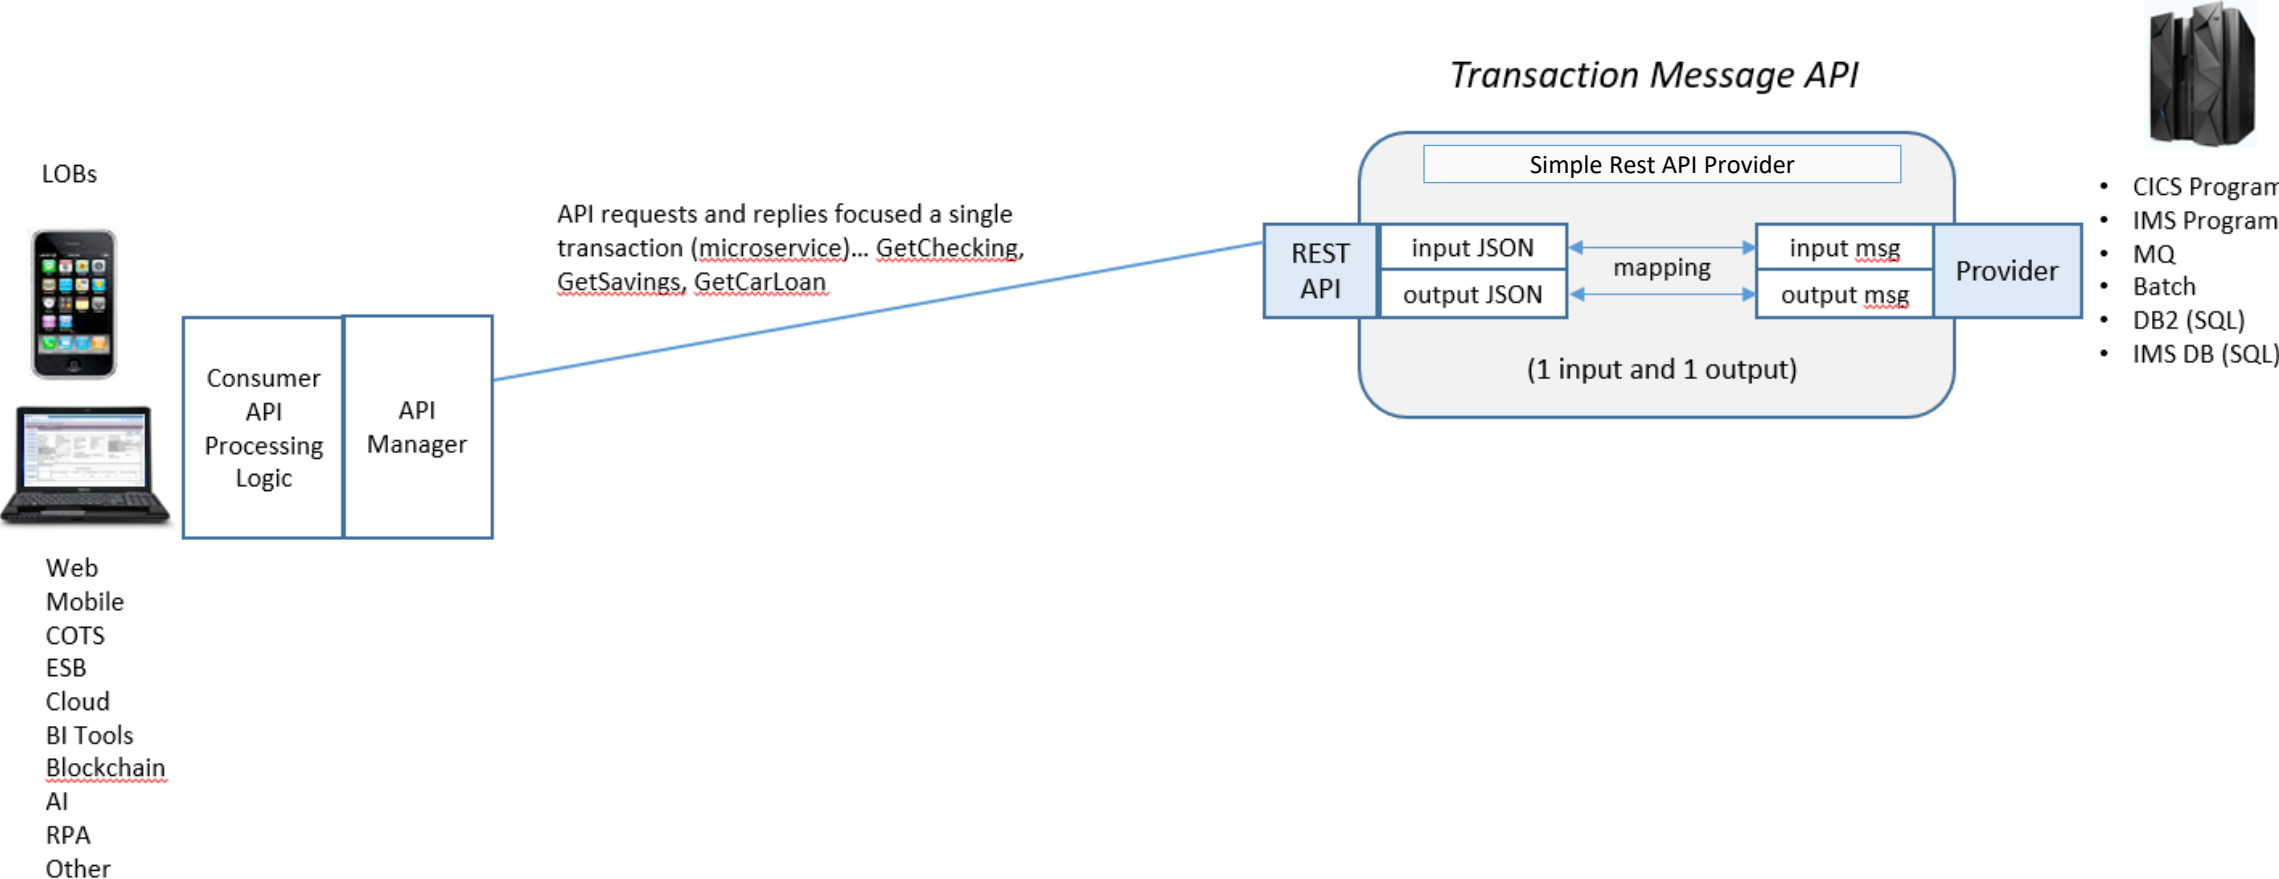 Transaction Message API
LOBs
API requests and replies focused a single
transaction (microservice)... GetChecking,
GetSavings, GetCarLoan
Consumer
API
Processing
Logic
API
Manager
Web
Mobile
COTS
ESB
Cloud
BI Tools
Blockchain
AI
RPA
Other
Simple Rest API Provider
REST
API
input JSON
output JSON
mapping
input msg
output msg
Provider
(1 input and 1 output)
• CICS Program
• IMS Program
• MQ
• Batch
• DB2 (SQL)
• IMS DB (SQL)